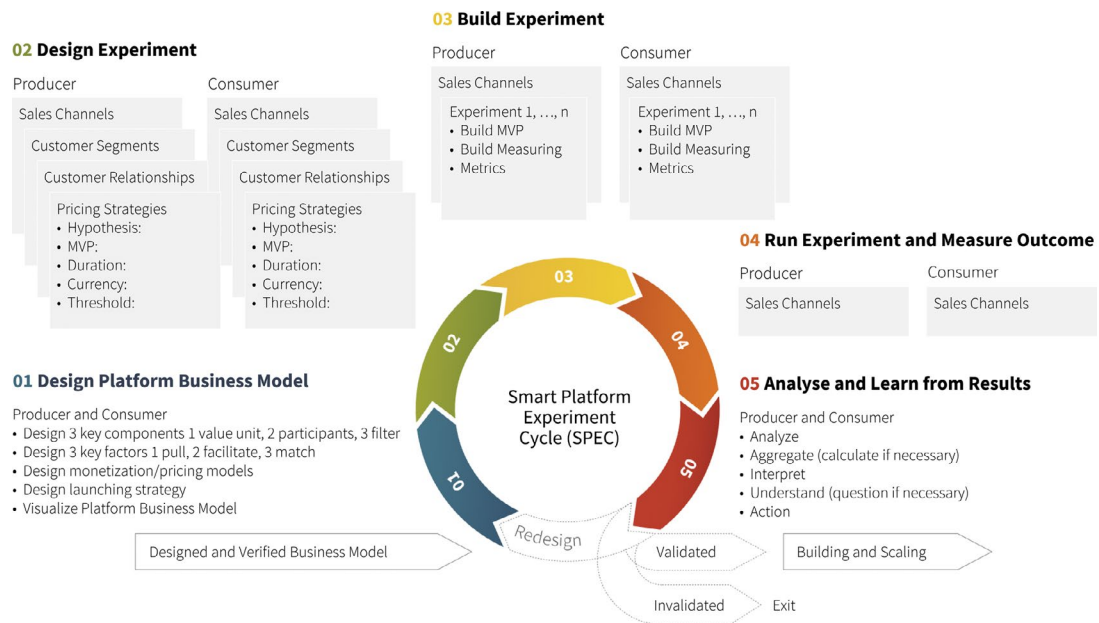 03 Build Experiment
Producer
Sales Channels
Experiment 1, ..., n
• Build MVP
• Build Measuring
• Metrics
Consumer
Sales Channels
Experiment 1, ..., n
• Build MVP
• Build Measuring
• Metrics
02 Design Experiment
Producer
Sales Channels
Customer Segments
Customer Relationships
Pricing Strategies
• Hypothesis:
• MVP:
• Duration:
• Currency:
• Threshold:
Consumer
Sales Channels
Customer Segments
Customer Relationships
Pricing Strategies
• Hypothesis:
• MVP:
• Duration:
• Currency:
• Threshold:
04 Run Experiment and Measure Outcome
Producer
Sales Channels
Consumer
Sales Channels
01 Design Platform Business Model
Producer and Consumer
• Design 3 key components 1 value unit, 2 participants, 3 filter
• Design 3 key factors 1 pull, 2 facilitate, 3 match
• Design monetization/pricing models
• Design launching strategy
• Visualize Platform Business Model
Designed and Verified Business Model
03
02
04
01
05
Smart Platform
Experiment
Cycle (SPEC)
Redesign
05 Analyse and Learn from Results
Producer and Consumer
• Analyze
• Aggregate (calculate if necessary)
• Interpret
• Understand (question if necessary)
• Action
Validated
Building and Scaling
Invalidated
Exit